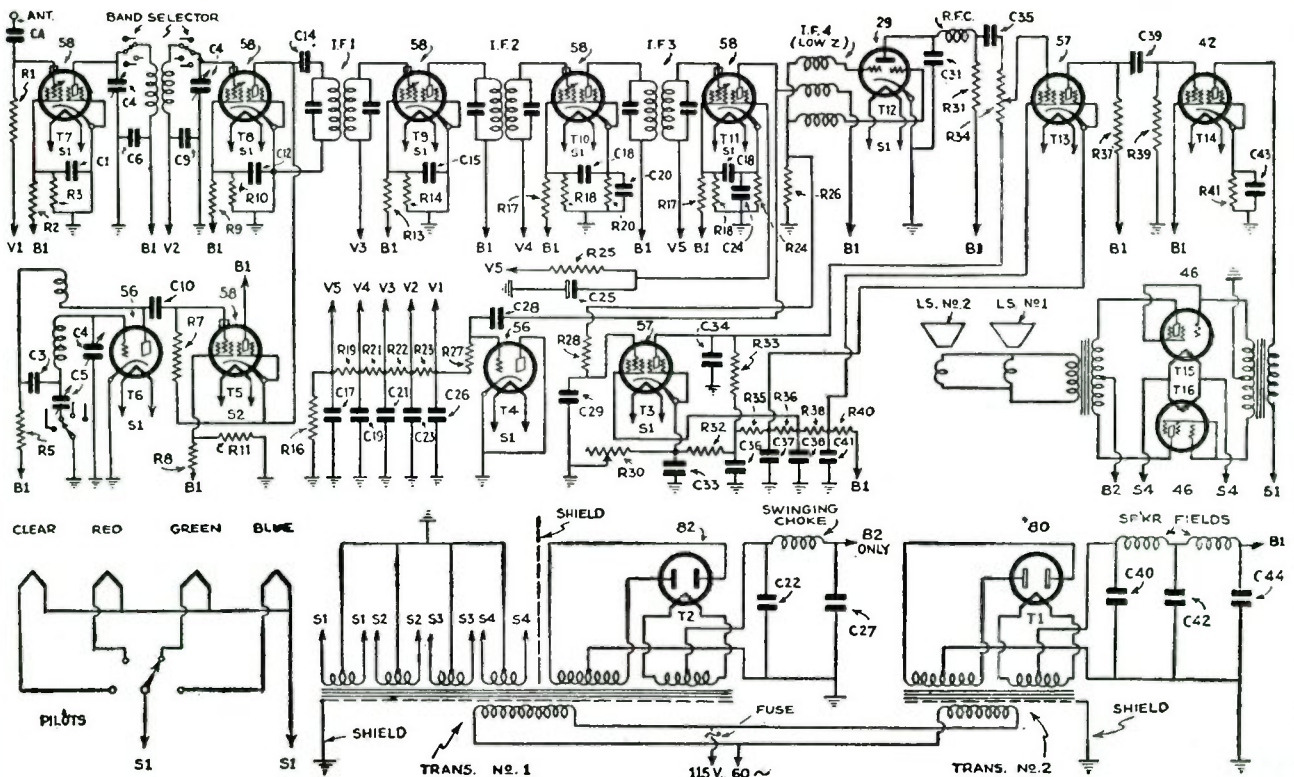 ANT.
CA
BAND SELECTOR
58
58
C14
I.F.1
58
I.F.2
58
I.F.3
58
I.F.4
(LOW Z)
29
R.F.C.
C35
57
C39
42
R1
C4
C4
C31
R31
R34
T7
S1
T8
S1
T9
S1
T10
S1
T11
S1
T12
S1
T13
T14
C1
C6
C9
C12
C15
C18
C20
C18
R37
R39
C43
R3
R2
R10
R9
R14
R13
R17
R18
R20
R17
R18
C24
R24
R26
R41
V1
B1
B1
V2
B1
V3
B1
B1
V4
B1
B1
V5
B1
B1
B1
B1
B1
V5
R25
C25
B1
56
C10
58
R7
C3
C4
C5
T6
S1
T5
S2
R5
R8
R11
B1
B1
V5
V4
V3
V2
V1
R19
R21
R22
R23
R27
C28
56
R16
C17
C19
C21
C23
C26
T4
S1
R28
57
C34
R33
C29
T3
S1
R30
R32
R35
R36
R38
R40
C33
C36
C37
C38
C41
B1
L.S. No.2
L.S. No.1
46
T15
T16
46
B2
S4
S4
S1
CLEAR
RED
GREEN
BLUE
PILOTS
S1
S1
SHIELD
82
SWINGING
CHOKE
B2
ONLY
C22
C27
T2
S1
S1
S2
S2
S3
S3
S4
S4
'80
SPKR FIELDS
B1
C40
C42
C44
T1
SHIELD
TRANS. No. 1
FUSE
115 V. 60 ~
TRANS. No. 2
SHIELD